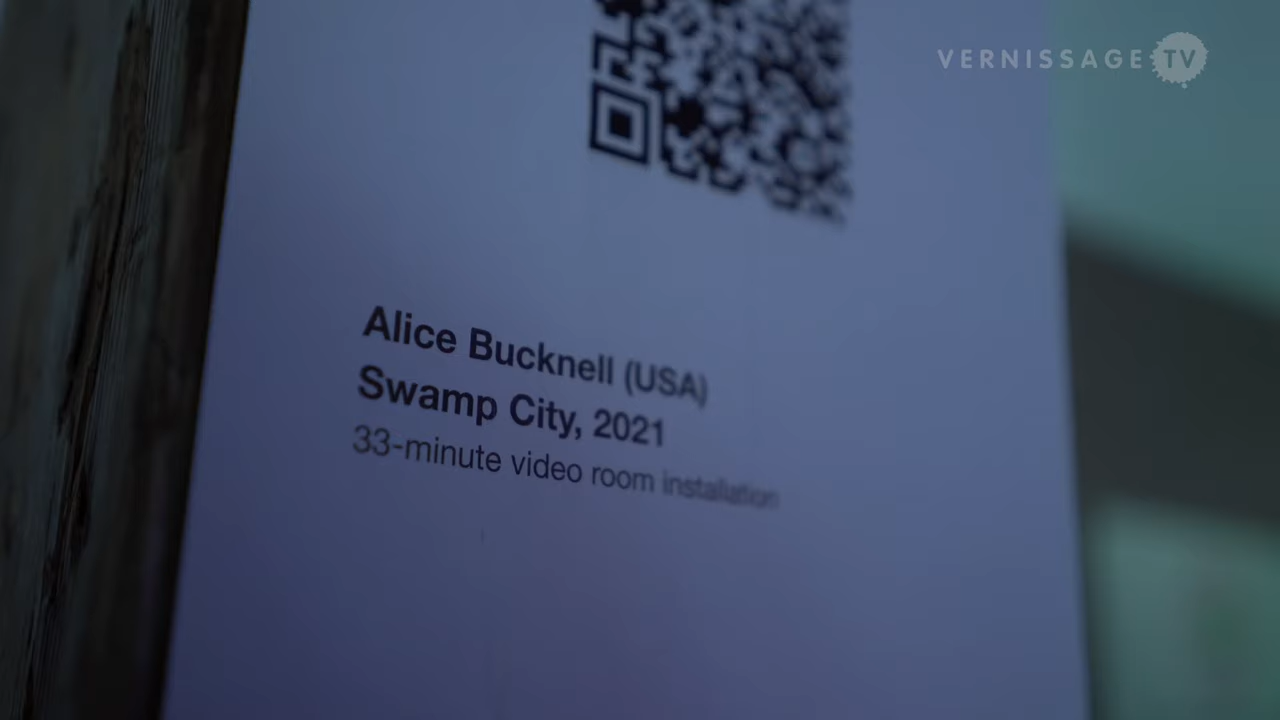 VERNISSAGE TV
Alice Bucknell (USA)
Swamp City, 2021
33-minute video room installation